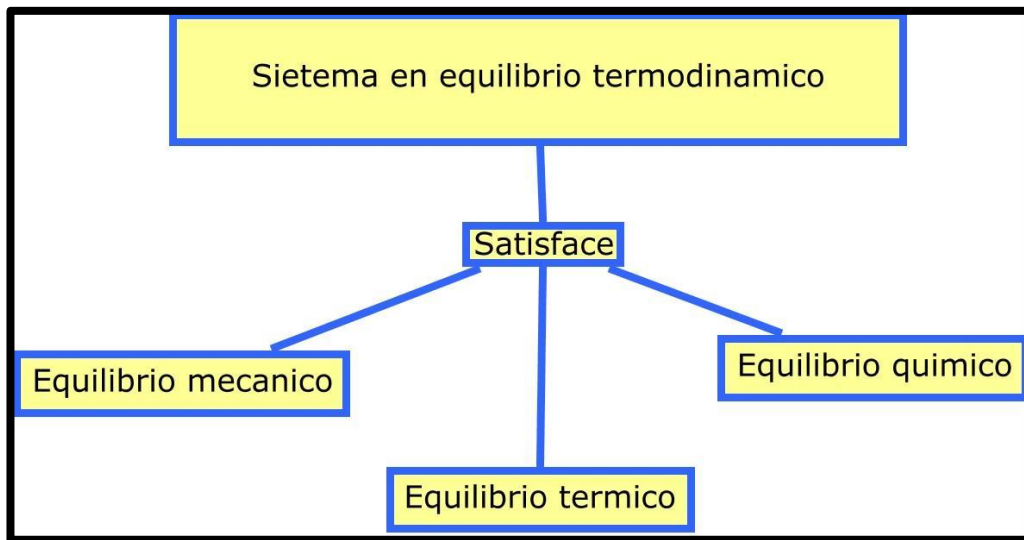 Sietema en equilibrio termodinamico
Satisface
Equilibrio mecanico
Equilibrio quimico
Equilibrio termico